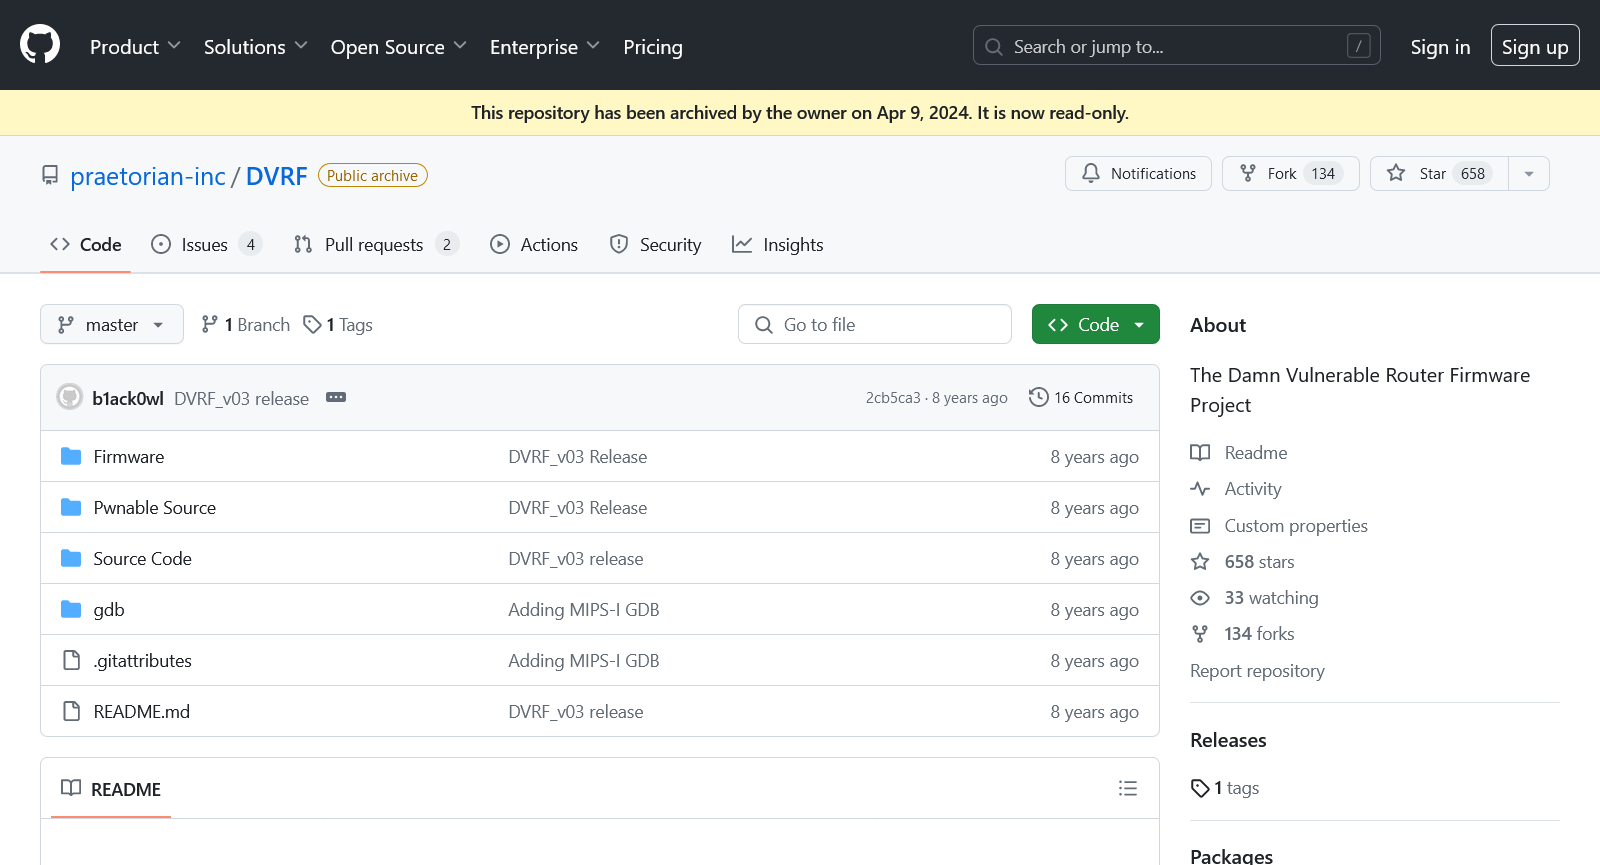 Product Solutions Open Source Enterprise Pricing Search or jump to... / Sign in Sign up
This repository has been archived by the owner on Apr 9, 2024. It is now read-only.
praetorian-inc / DVRF Public archive Notifications Fork 134 Star 658
Code Issues 4 Pull requests 2 Actions Security Insights
master 1 Branch 1 Tags Go to file Code
b1ack0wl DVRF_v03 release 2cb5ca3 · 8 years ago 16 Commits
Firmware DVRF_v03 Release 8 years ago
Pwnable Source DVRF_v03 Release 8 years ago
Source Code DVRF_v03 release 8 years ago
gdb Adding MIPS-I GDB 8 years ago
.gitattributes Adding MIPS-I GDB 8 years ago
README.md DVRF_v03 release 8 years ago
README
About
The Damn Vulnerable Router Firmware
Project
Readme
Activity
Custom properties
658 stars
33 watching
134 forks
Report repository
Releases
1 tags
Packages